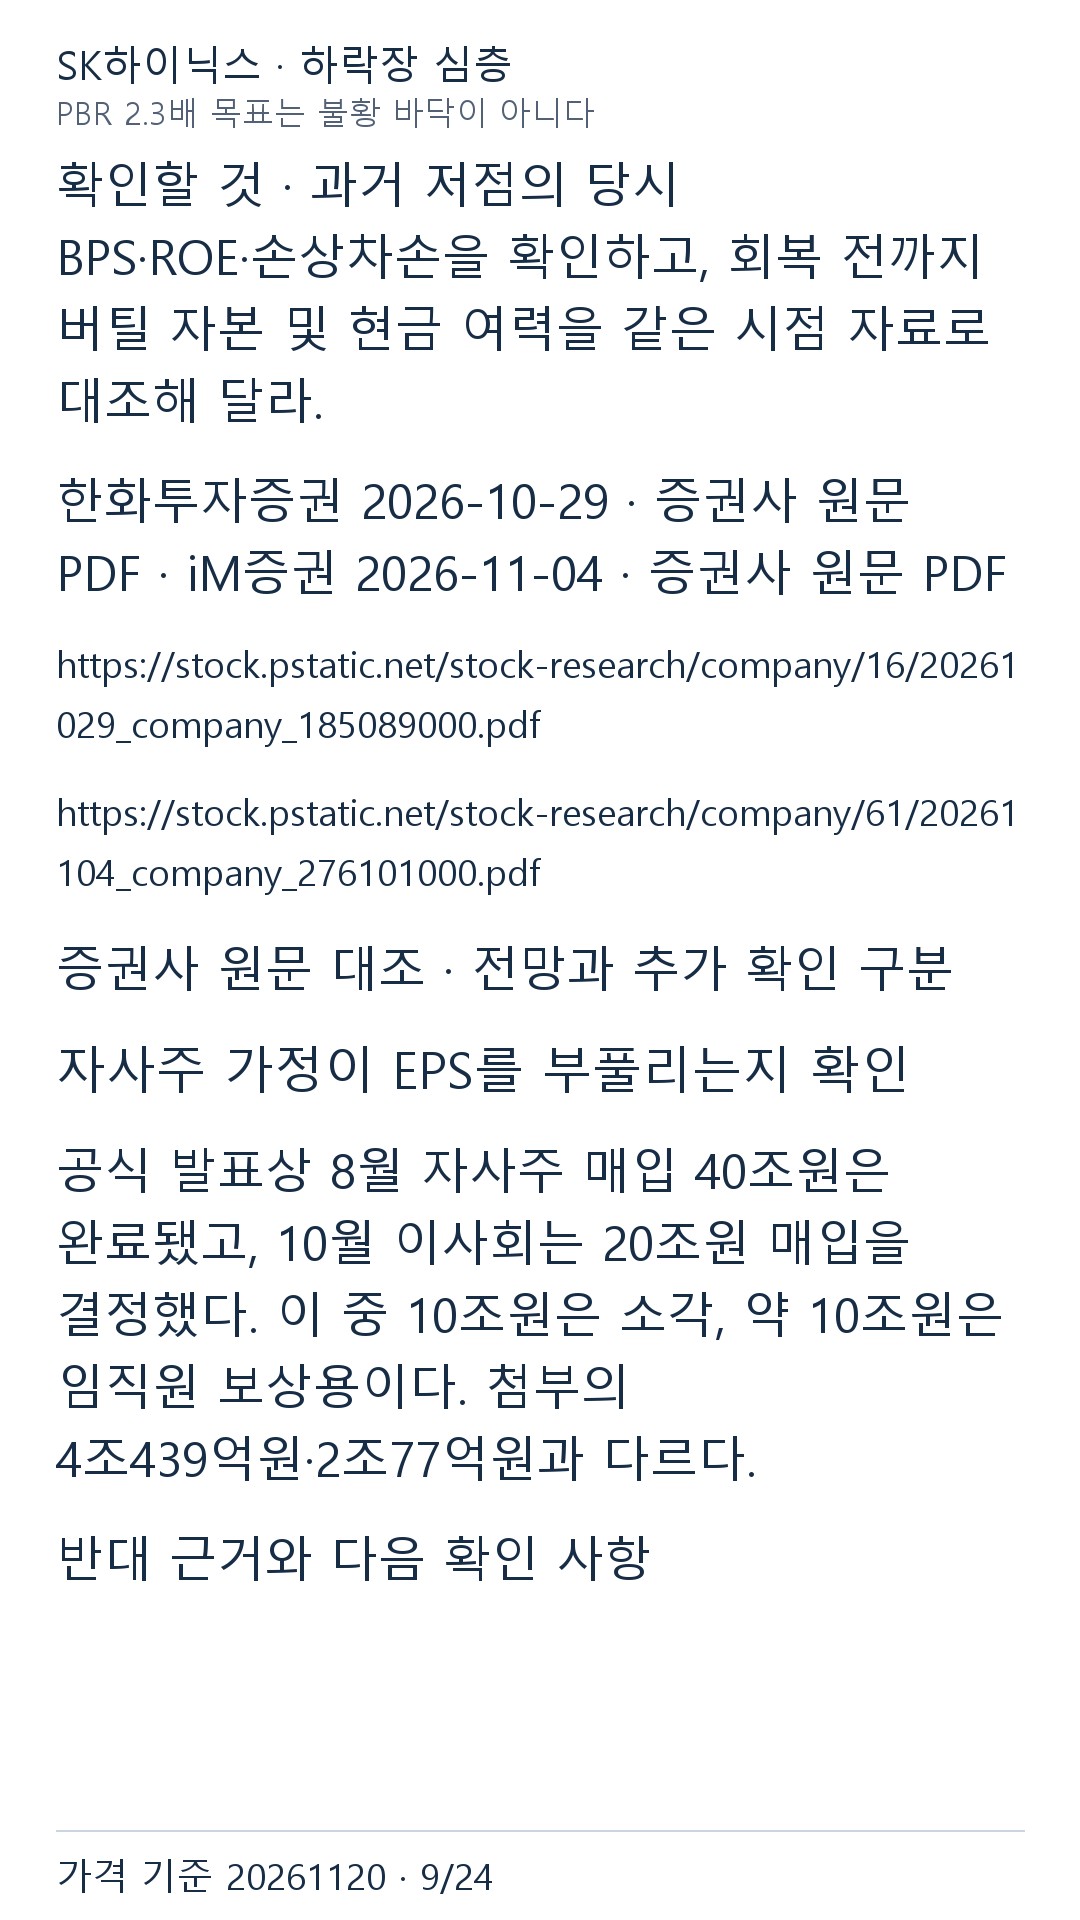 SK하이닉스 · 하락장 심층
PBR 2.3배 목표는 불황 바닥이 아니다
확인할 것 · 과거 저점의 당시
BPS·ROE·손상차손을 확인하고, 회복 전까지
버틸 자본 및 현금 여력을 같은 시점 자료로
대조해 달라.
한화투자증권 2026-10-29 · 증권사 원문
PDF · iM증권 2026-11-04 · 증권사 원문 PDF
https://stock.pstatic.net/stock-research/company/16/20261
029_company_185089000.pdf
https://stock.pstatic.net/stock-research/company/61/20261
104_company_276101000.pdf
증권사 원문 대조 · 전망과 추가 확인 구분
자사주 가정이 EPS를 부풀리는지 확인
공식 발표상 8월 자사주 매입 40조원은
완료됐고, 10월 이사회는 20조원 매입을
결정했다. 이 중 10조원은 소각, 약 10조원은
임직원 보상용이다. 첨부의
4조439억원·2조77억원과 다르다.
반대 근거와 다음 확인 사항
가격 기준 20261120 · 9/24